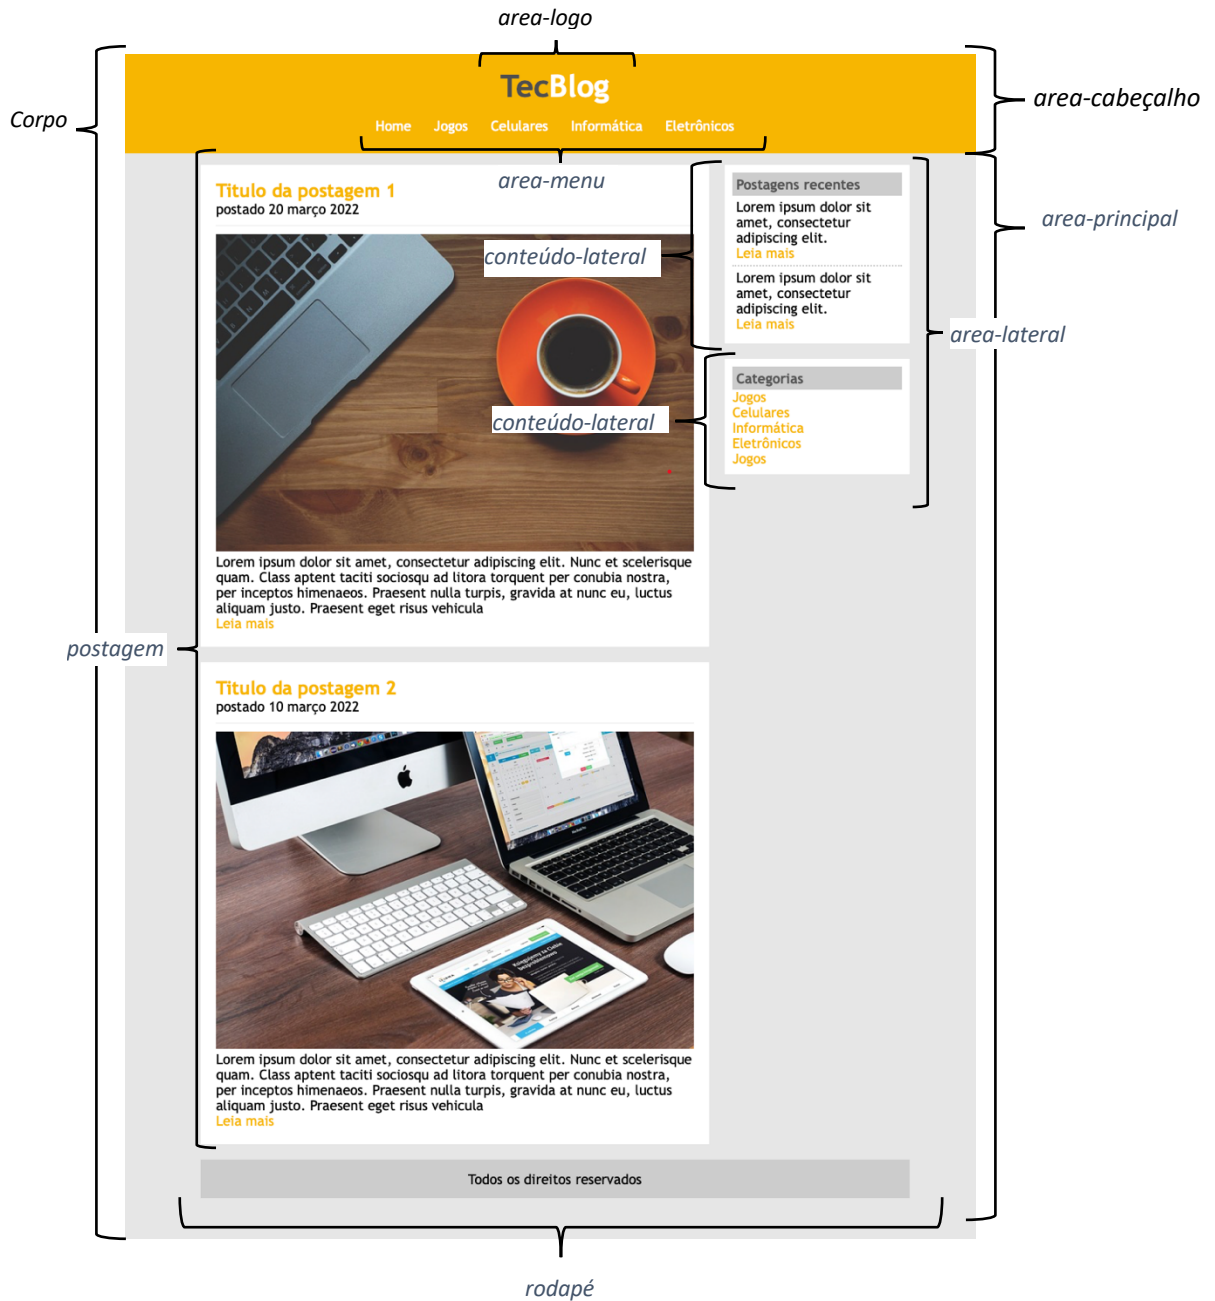 area-logo
Corpo
TecBlog
area-cabeçalho
Home Jogos Celulares Informática Eletrônicos
area-menu
area-principal
Titulo da postagem 1
postado 20 março 2022
conteúdo-lateral
Postagens recentes
Lorem ipsum dolor sit
amet, consectetur
adipiscing elit.
Leia mais
Lorem ipsum dolor sit
amet, consectetur
adipiscing elit.
Leia mais
area-lateral
conteúdo-lateral
Categorias
Jogos
Celulares
Informática
Eletrônicos
Jogos
Lorem ipsum dolor sit amet, consectetur adipiscing elit. Nunc et scelerisque
quam. Class aptent taciti sociosqu ad litora torquent per conubia nostra,
per inceptos himenaeos. Praesent nulla turpis, gravida at nunc eu, luctus
aliquam justo. Praesent eget risus vehicula
Leia mais
postagem
Titulo da postagem 2
postado 10 março 2022
Lorem ipsum dolor sit amet, consectetur adipiscing elit. Nunc et scelerisque
quam. Class aptent taciti sociosqu ad litora torquent per conubia nostra,
per inceptos himenaeos. Praesent nulla turpis, gravida at nunc eu, luctus
aliquam justo. Praesent eget risus vehicula
Leia mais
Todos os direitos reservados
rodapé